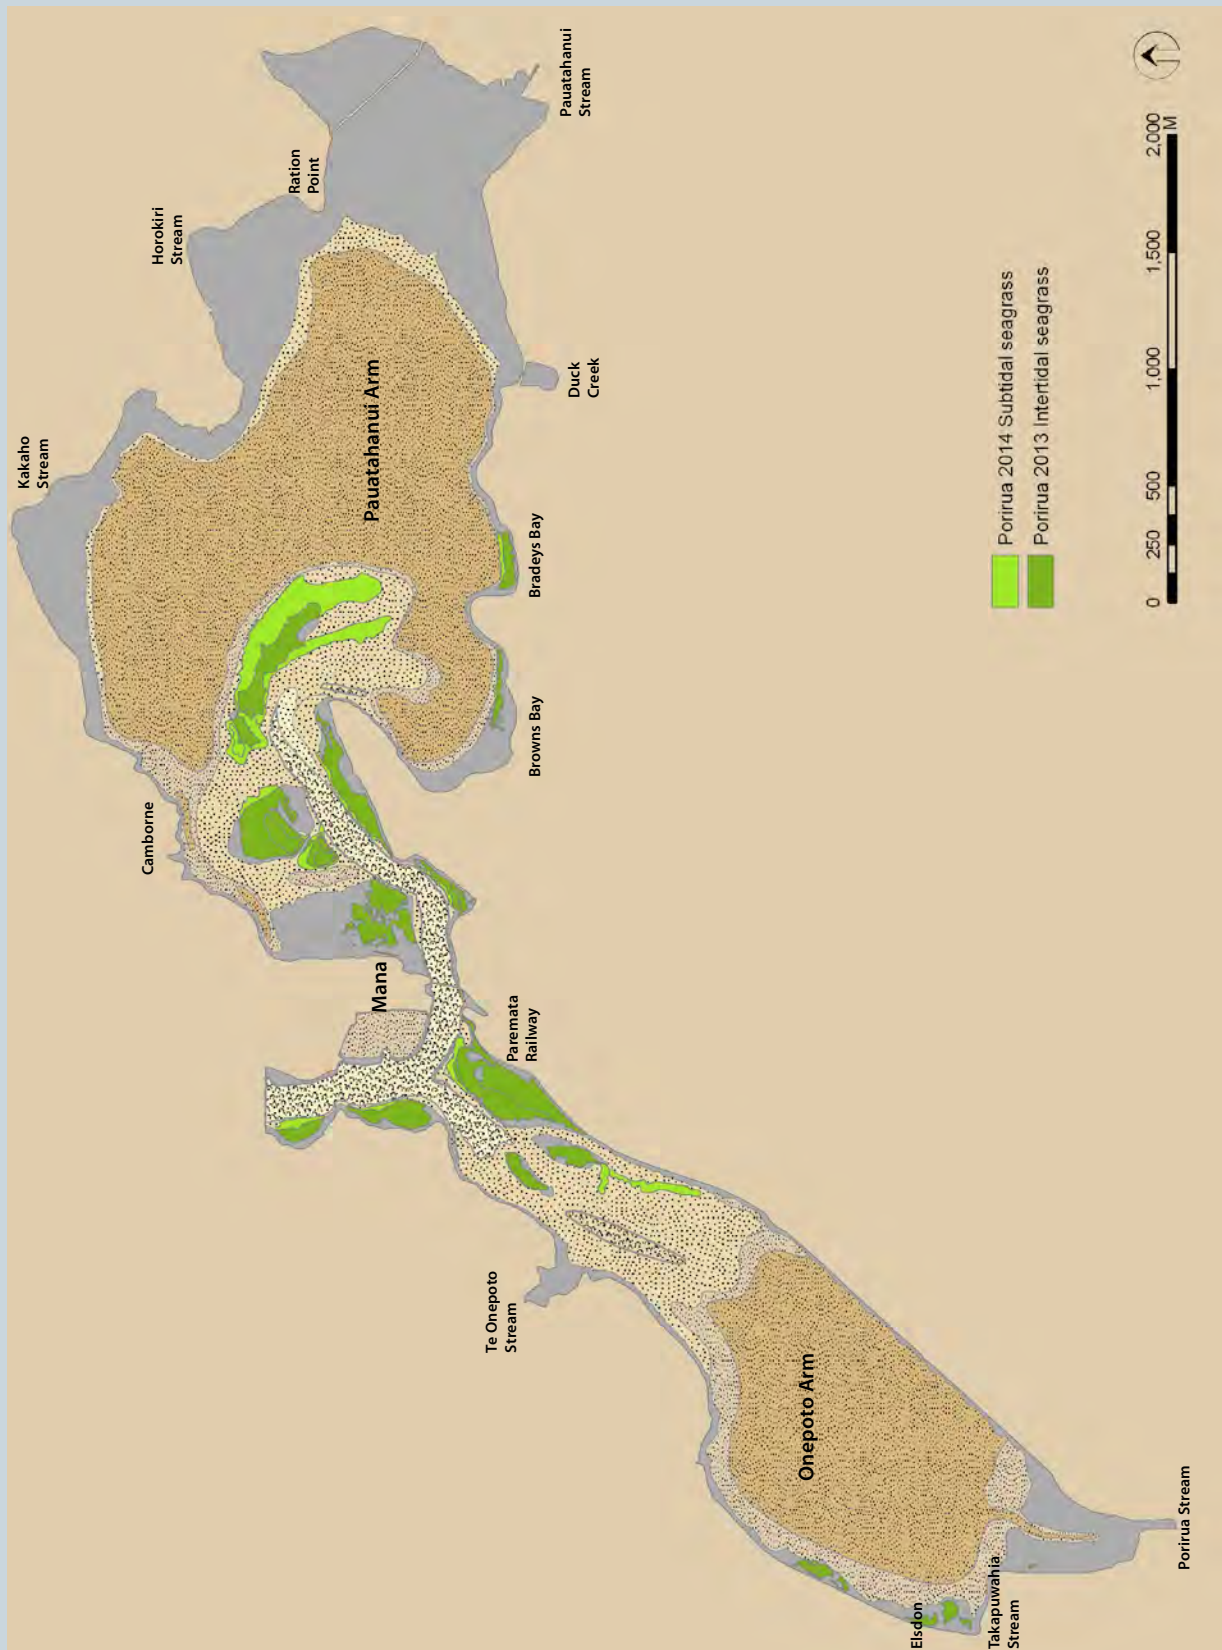 Kakaho
Stream
Horokiri
Stream
Ration
Point
Pauatahanui
Stream
Pauatahanui Arm
Duck
Creek
Bradeys Bay
Browns Bay
Camborne
Mana
Paremata
Railway
Te Onepoto
Stream
Onepoto Arm
Elsdon
Takapuwahia
Stream
Porirua Stream
Porirua 2014 Subtidal seagrass
Porirua 2013 Intertidal seagrass
0 250 500 1,000 1,500 2,000
M